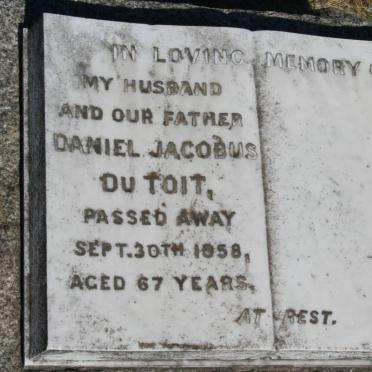 IN LOVING MEMORY O
MY HUSBAND
AND OUR FATHER
DANIEL JACOBUS
DU TOIT,
PASSED AWAY
SEPT. 30TH 1958,
AGED 67 YEARS.
AT REST.